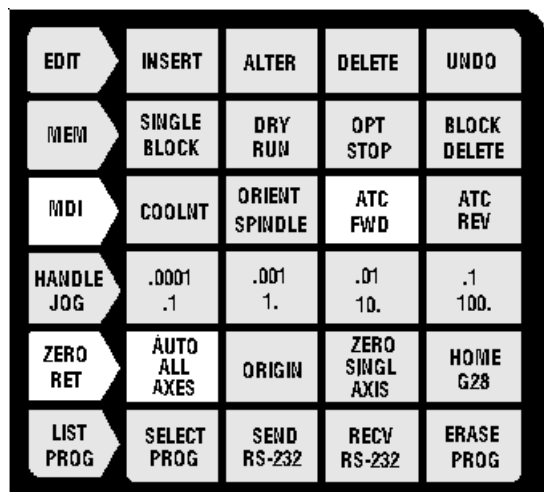 EDIT INSERT ALTER DELETE UNDO
MEM SINGLE BLOCK DRY RUN OPT STOP BLOCK DELETE
MDI COOLNT ORIENT SPINDLE ATC FWD ATC REV
HANDLE JOG .0001 .1 .001 1. .01 10. .1 100.
ZERO RET AUTO ALL AXES ORIGIN ZERO SINGL AXIS HOME G28
LIST PROG SELECT PROG SEND RS-232 RECV RS-232 ERASE PROG